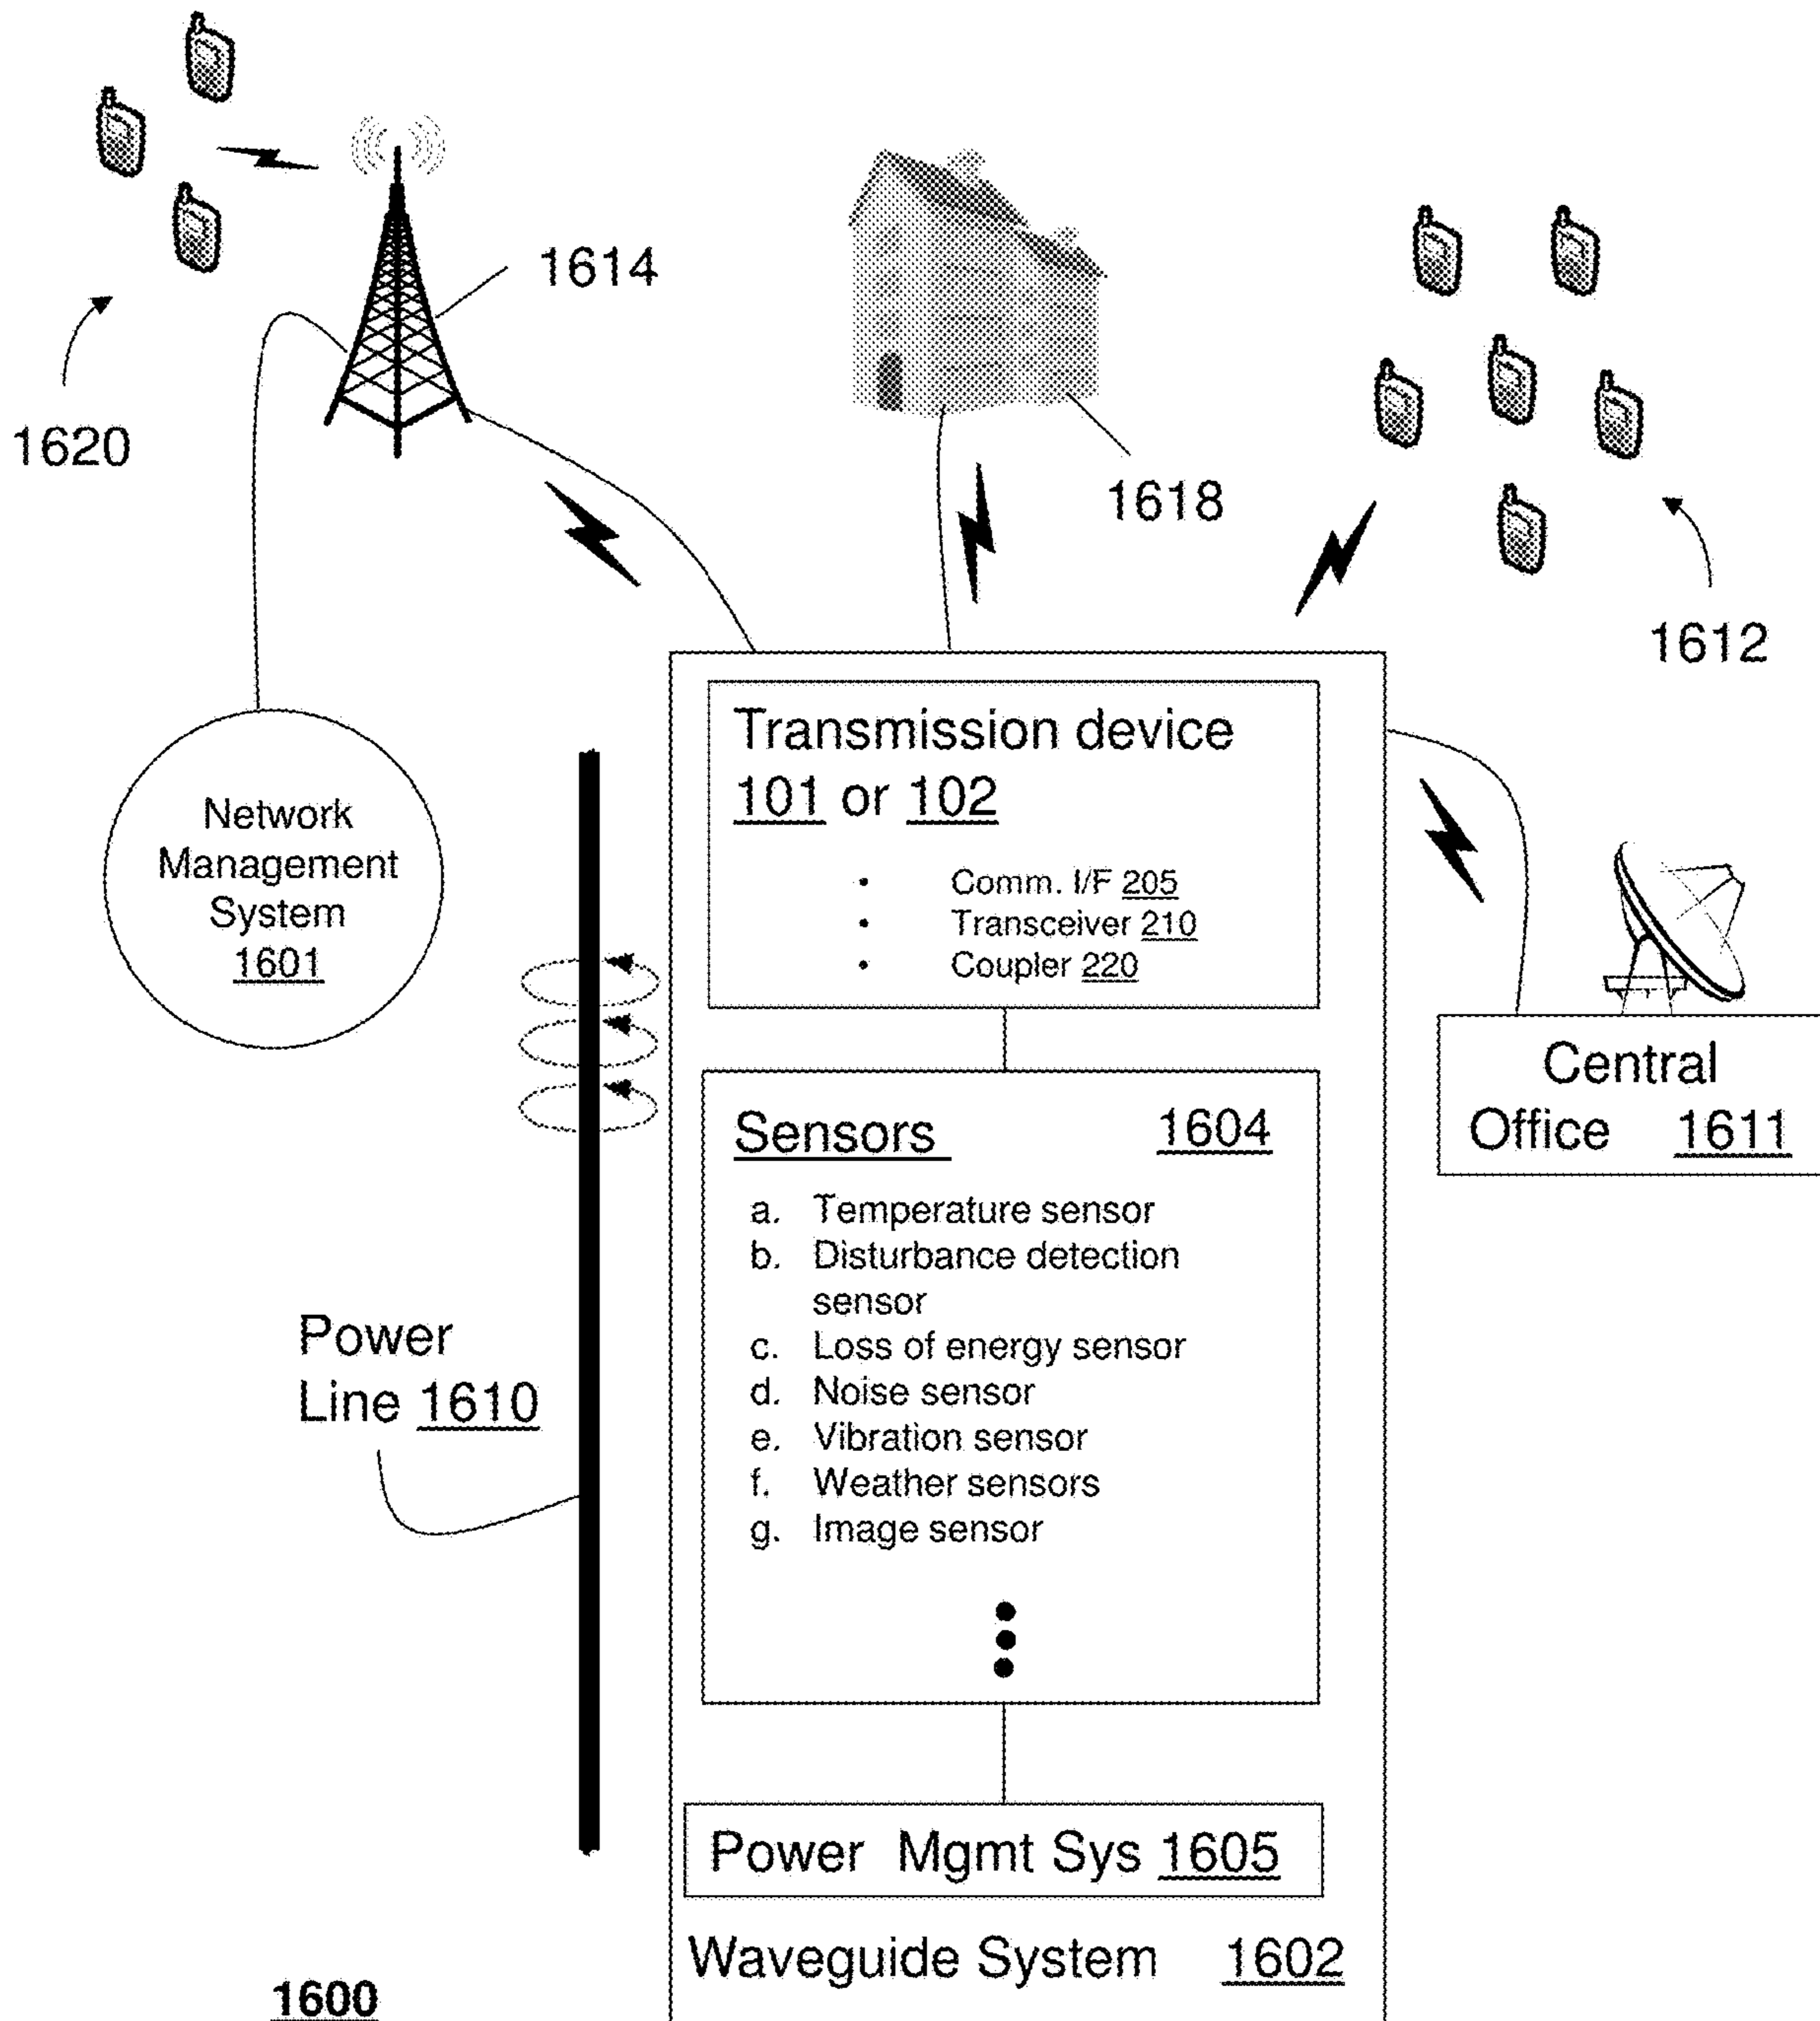 1614
1620
1618
1612
Transmission device
101 or 102
• Comm. I/F 205
• Transceiver 210
• Coupler 220
Network
Management
System
1601
Central
Office 1611
Sensors 1604
a. Temperature sensor
b. Disturbance detection
sensor
c. Loss of energy sensor
d. Noise sensor
e. Vibration sensor
f. Weather sensors
g. Image sensor
Power
Line 1610
Power Mgmt Sys 1605
Waveguide System 1602
1600